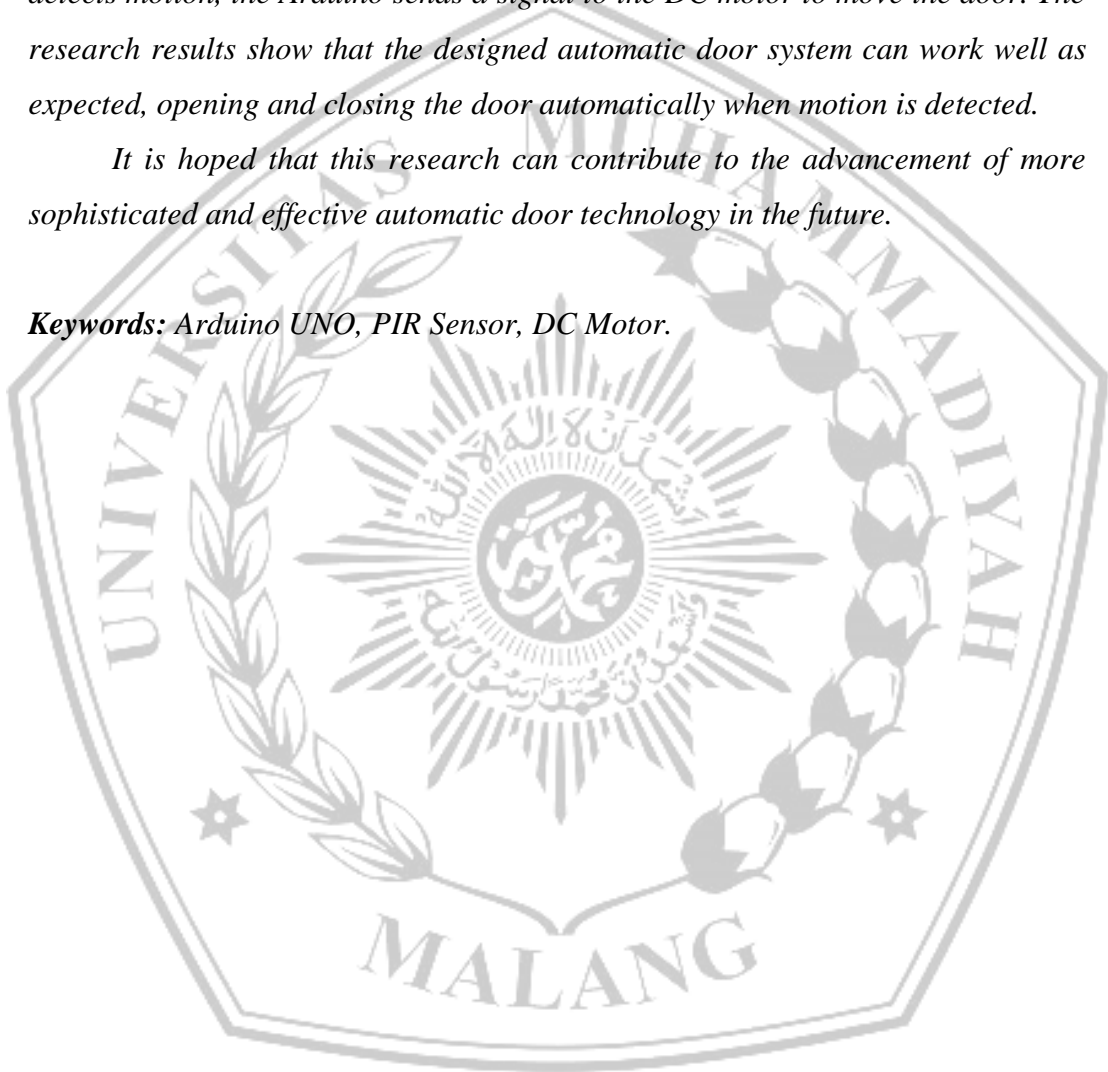 detects motion, the Arduino sends a signal to the DC motor to move the door. The
research results show that the designed automatic door system can work well as
expected, opening and closing the door automatically when motion is detected.
It is hoped that this research can contribute to the advancement of more
sophisticated and effective automatic door technology in the future.
Keywords: Arduino UNO, PIR Sensor, DC Motor.
UNIVERSITAS MUHAMMADIYAH
MALANG